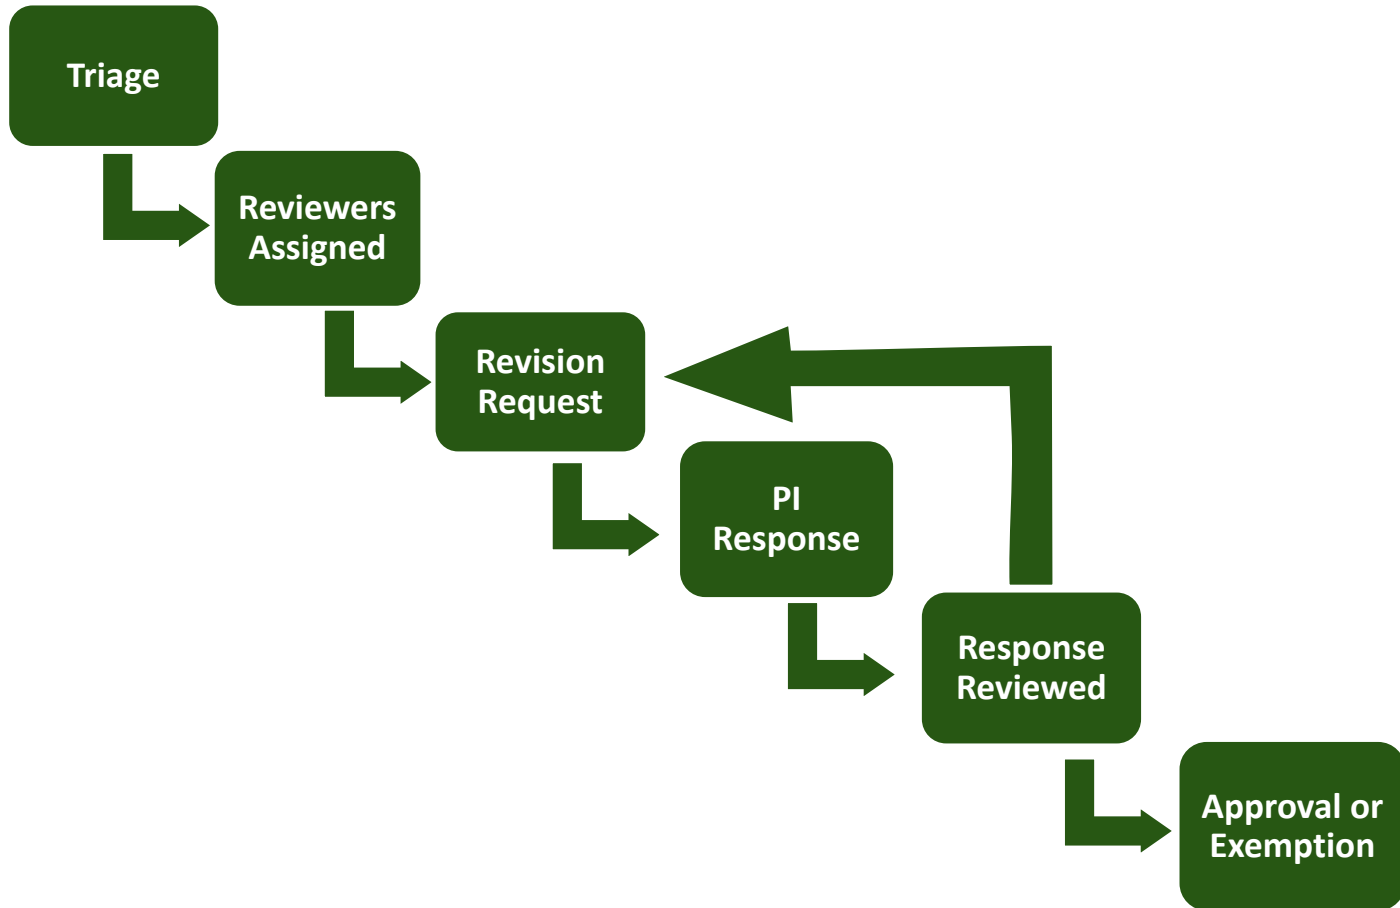 Triage
Reviewers
Assigned
Revision
Request
PI
Response
Response
Reviewed
Approval or
Exemption